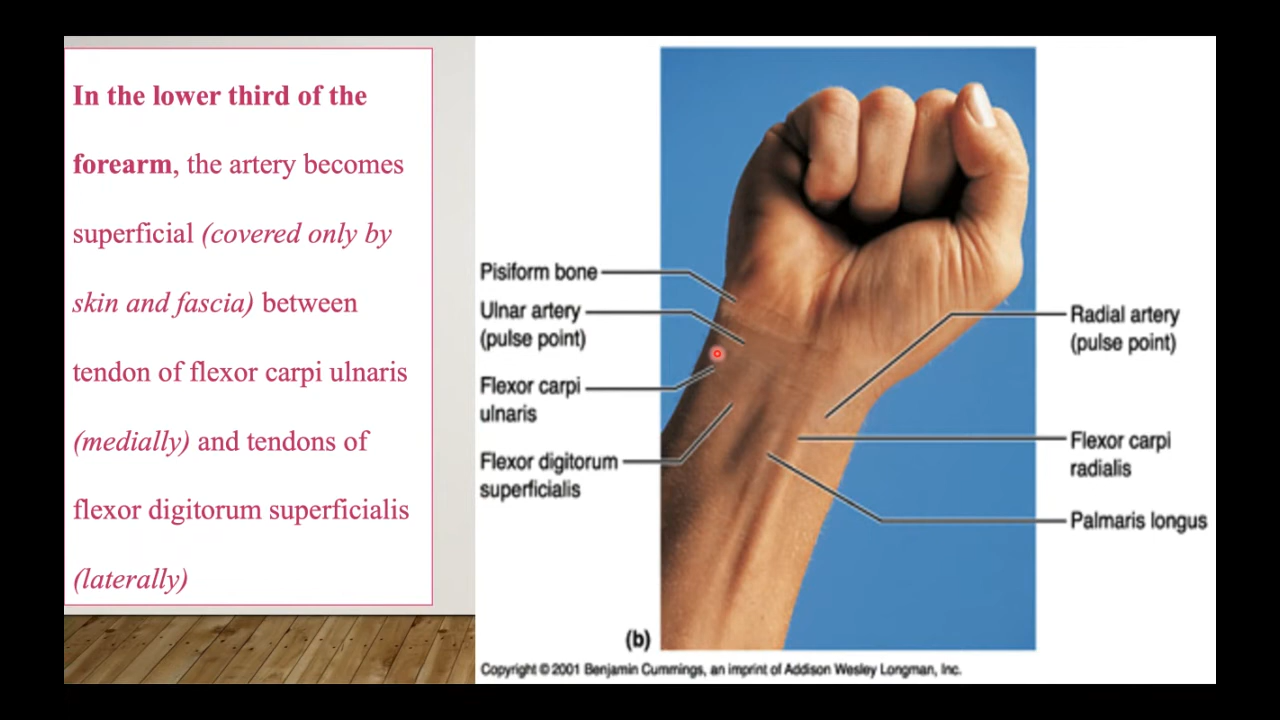 In the lower third of the
forearm, the artery becomes
superficial (covered only by
skin and fascia) between
tendon of flexor carpi ulnaris
(medially) and tendons of
flexor digitorum superficialis
(laterally)
Pisiform bone
Ulnar artery
(pulse point)
Flexor carpi
ulnaris
Flexor digitorum
superficialis
Radial artery
(pulse point)
Flexor carpi
radialis
Palmaris longus
(b)
Copyright © 2001 Benjamin Cummings, an imprint of Addison Wesley Longman, Inc.